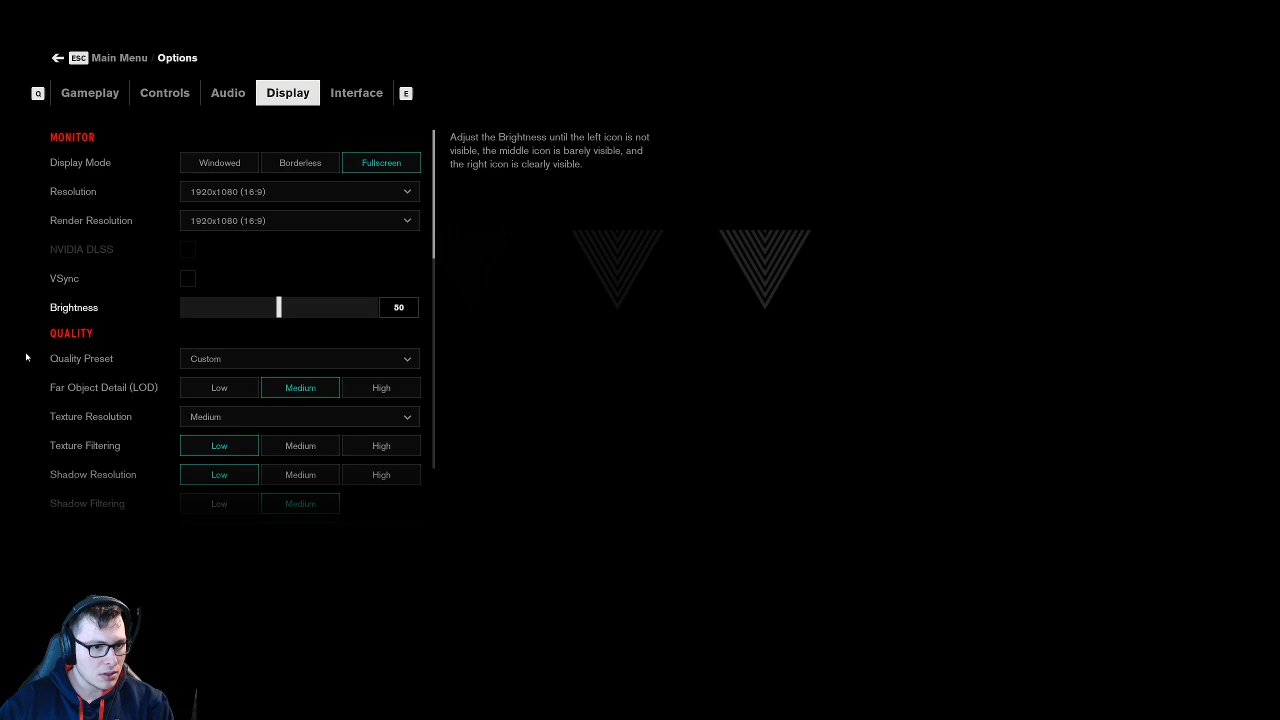 ESC Main Menu / Options
Q Gameplay Controls Audio Display Interface E
MONITOR
Display Mode Windowed Borderless Fullscreen
Resolution 1920x1080 (16:9)
Render Resolution 1920x1080 (16:9)
NVIDIA DLSS
VSync
Brightness 50
QUALITY
Quality Preset Custom
Far Object Detail (LOD) Low Medium High
Texture Resolution Medium
Texture Filtering Low Medium High
Shadow Resolution Low Medium High
Shadow Filtering Low Medium
Adjust the Brightness until the left icon is not
visible, the middle icon is barely visible, and
the right icon is clearly visible.